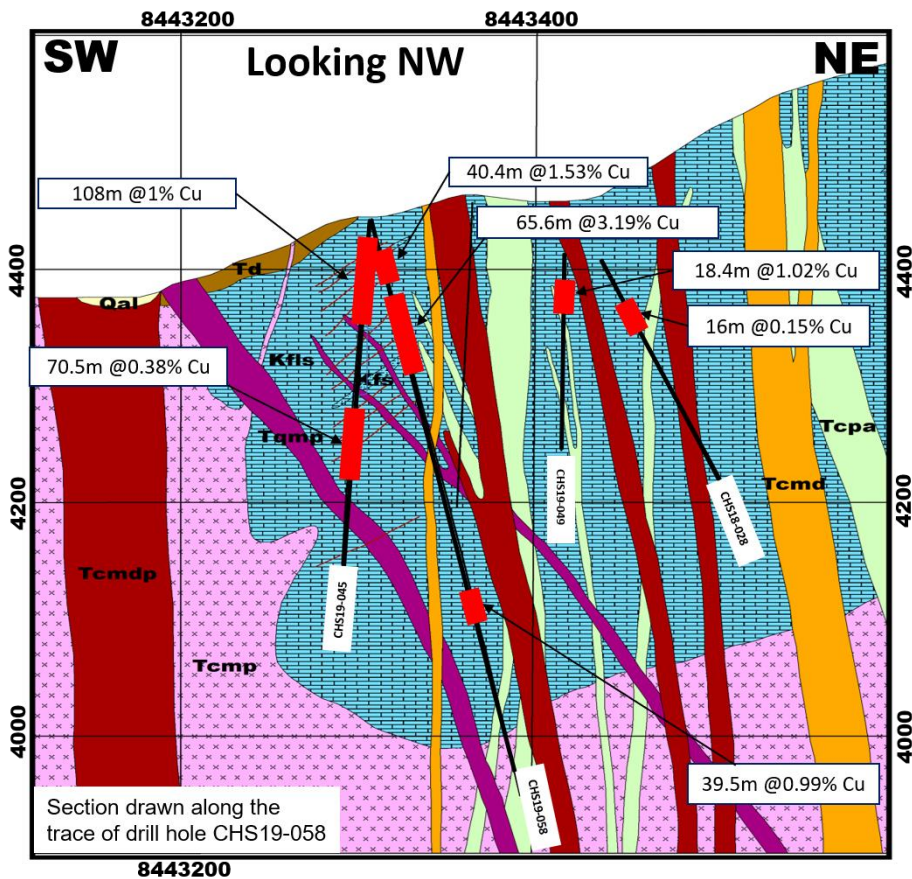 8443200
8443400
SW
Looking NW
NE
108m @1% Cu
40.4m @1.53% Cu
65.6m @3.19% Cu
4400
4400
Td
Qal
18.4m @1.02% Cu
16m @0.15% Cu
70.5m @0.38% Cu
Kfls
Kfs
Tqmp
Tcpa
Tcmd
CHS19-049
CHS18-028
4200
4200
Tcmdp
CHS19-045
Tcmp
4000
4000
39.5m @0.99% Cu
CHS19-058
Section drawn along the
trace of drill hole CHS19-058
8443200